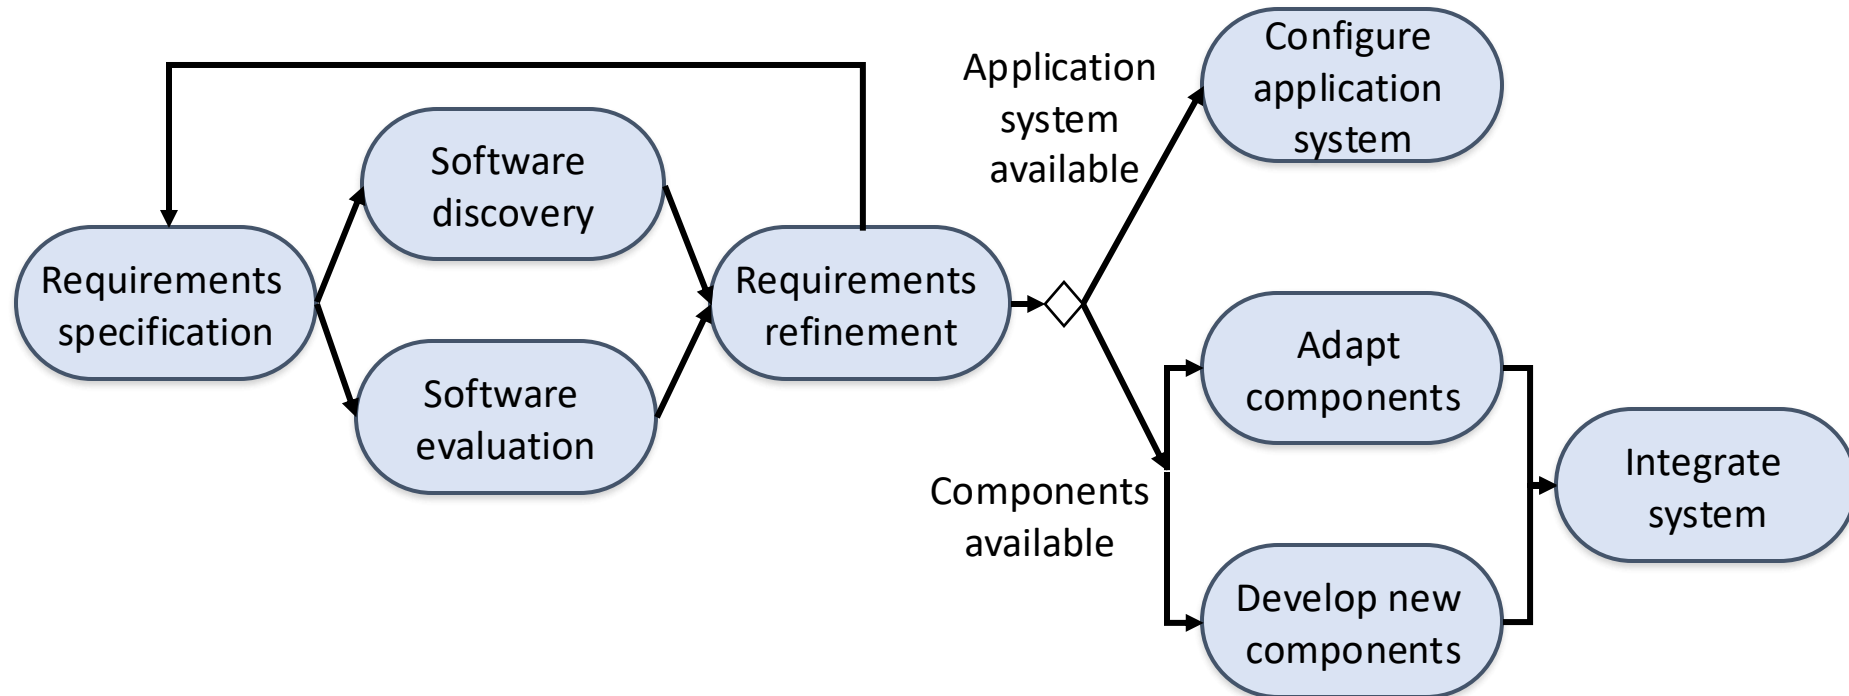 Requirements
specification
Software
discovery
Software
evaluation
Requirements
refinement
Application
system
available
Configure
application
system
Components
available
Adapt
components
Develop new
components
Integrate
system